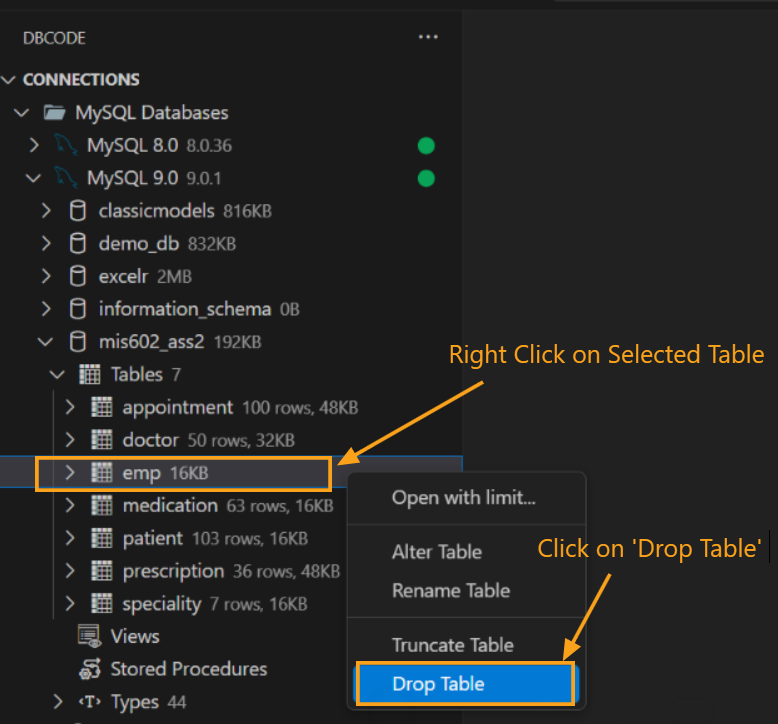 DBCODE
CONNECTIONS
MySQL Databases
MySQL 8.0 8.0.36
MySQL 9.0 9.0.1
classicmodels 816KB
demo_db 832KB
excelr 2MB
information_schema 0B
mis602_ass2 192KB
Right Click on Selected Table
Tables 7
appointment 100 rows, 48KB
doctor 50 rows, 32KB
emp 16KB
medication 63 rows, 16KB
patient 103 rows, 16KB
prescription 36 rows, 48KB
speciality 7 rows, 16KB
Views
Stored Procedures
<T> Types 44
Open with limit...
Alter Table
Click on 'Drop Table'
Rename Table
Truncate Table
Drop Table